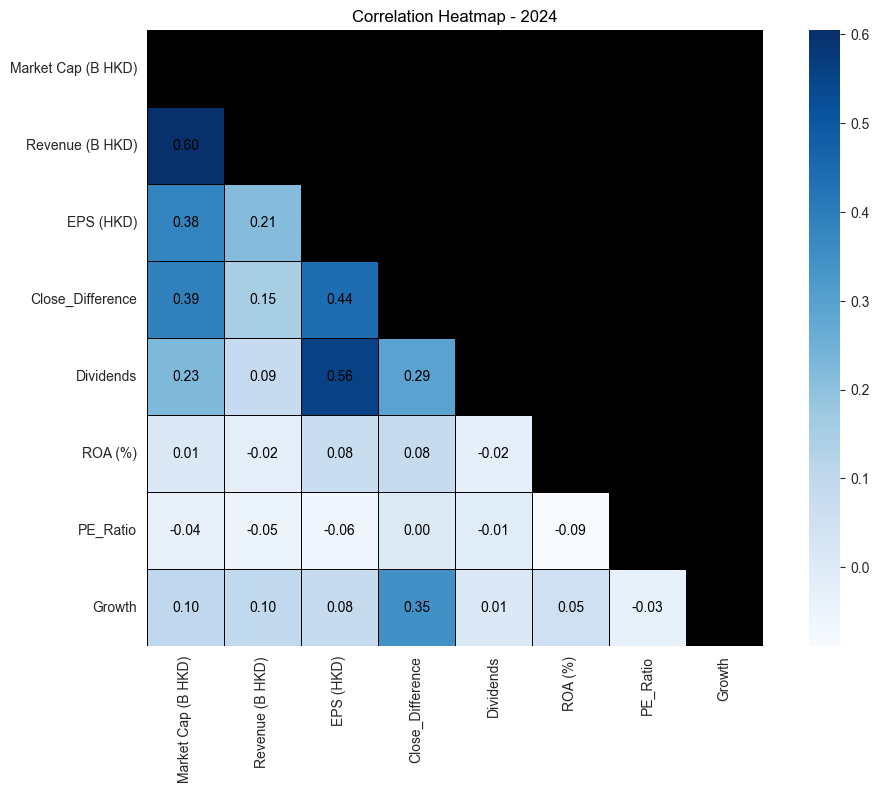 Correlation Heatmap - 2024
Market Cap (B HKD)
Revenue (B HKD) 0.60
EPS (HKD) 0.38 0.21
Close_Difference 0.39 0.15 0.44
Dividends 0.23 0.09 0.56 0.29
ROA (%) 0.01 -0.02 0.08 0.08 -0.02
PE_Ratio -0.04 -0.05 -0.06 0.00 -0.01 -0.09
Growth 0.10 0.10 0.08 0.35 0.01 0.05 -0.03
Market Cap (B HKD)
Revenue (B HKD)
EPS (HKD)
Close_Difference
Dividends
ROA (%)
PE_Ratio
Growth
0.6
0.5
0.4
0.3
0.2
0.1
0.0